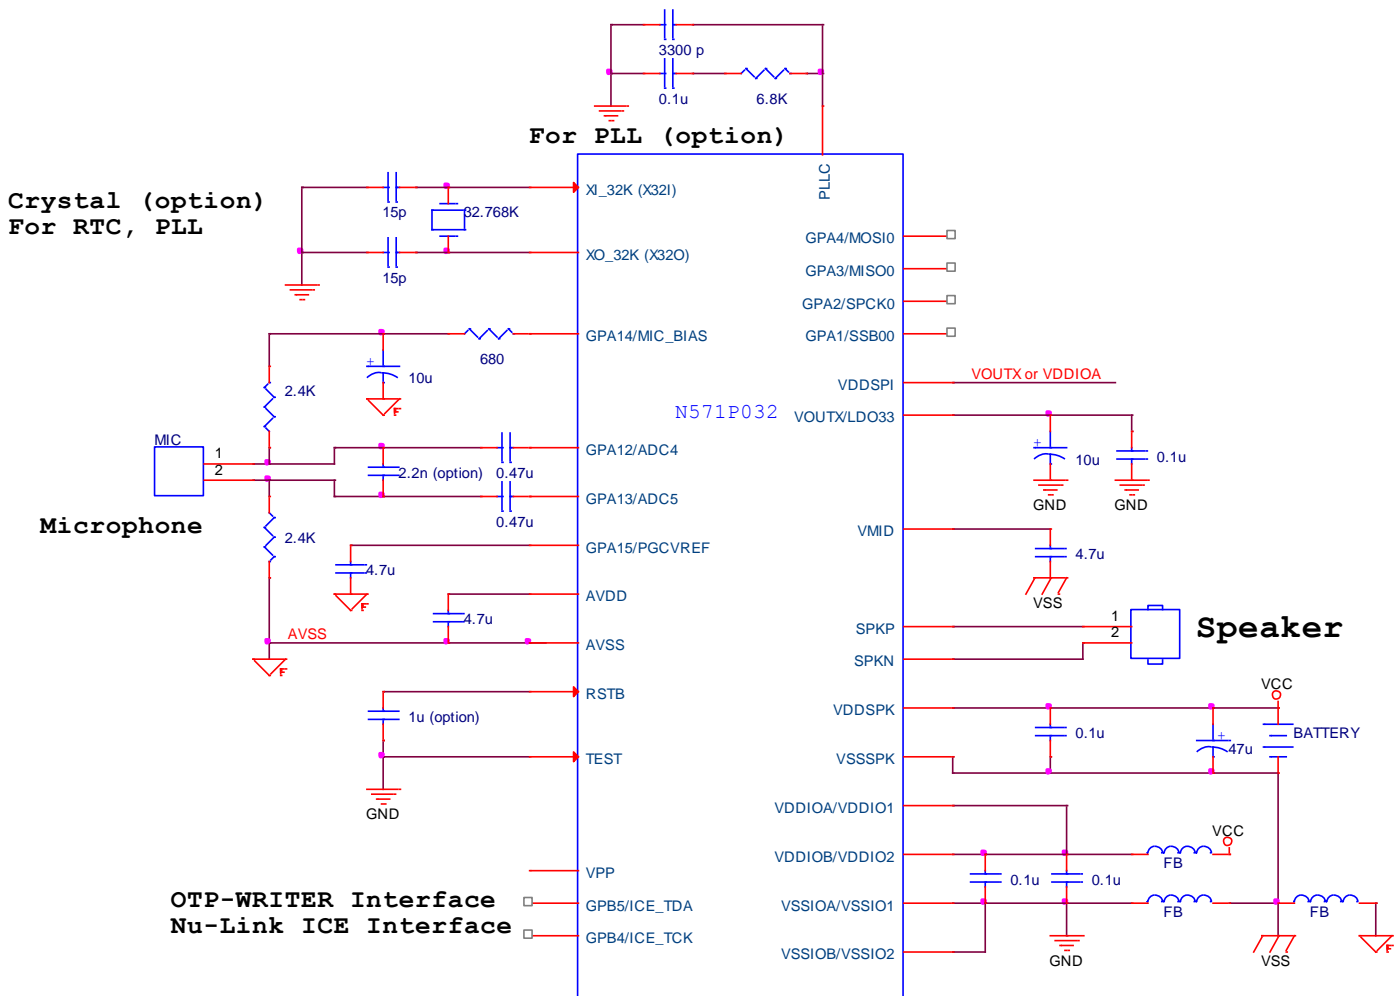 3300 p
0.1u
6.8K
For PLL (option)
PLLC
Crystal (option)
For RTC, PLL
15p
32.768K
15p
XI_32K (X32I)
XO_32K (X32O)
GPA4/MOSI0
GPA3/MISO0
GPA2/SPCK0
GPA1/SSB00
GPA14/MIC_BIAS
680
+
10u
2.4K
F
VDDSPI
VOUTX or VDDIOA
N571P032
VOUTX/LDO33
+
10u
0.1u
GND
GND
MIC
1
2
2.2n (option)
0.47u
0.47u
GPA12/ADC4
GPA13/ADC5
Microphone
2.4K
GPA15/PGCVREF
4.7u
F
AVDD
4.7u
AVSS
AVSS
F
VMID
4.7u
VSS
SPKP
SPKN
1
2
Speaker
RSTB
1u (option)
TEST
GND
VDDSPK
VCC
0.1u
+
47u
BATTERY
VSSSPK
VDDIOA/VDDIO1
VDDIOB/VDDIO2
VCC
FB
0.1u
0.1u
VSSIOA/VSSIO1
FB
FB
VSSIOB/VSSIO2
GND
VSS
F
VPP
OTP-WRITER Interface
Nu-Link ICE Interface
GPB5/ICE_TDA
GPB4/ICE_TCK